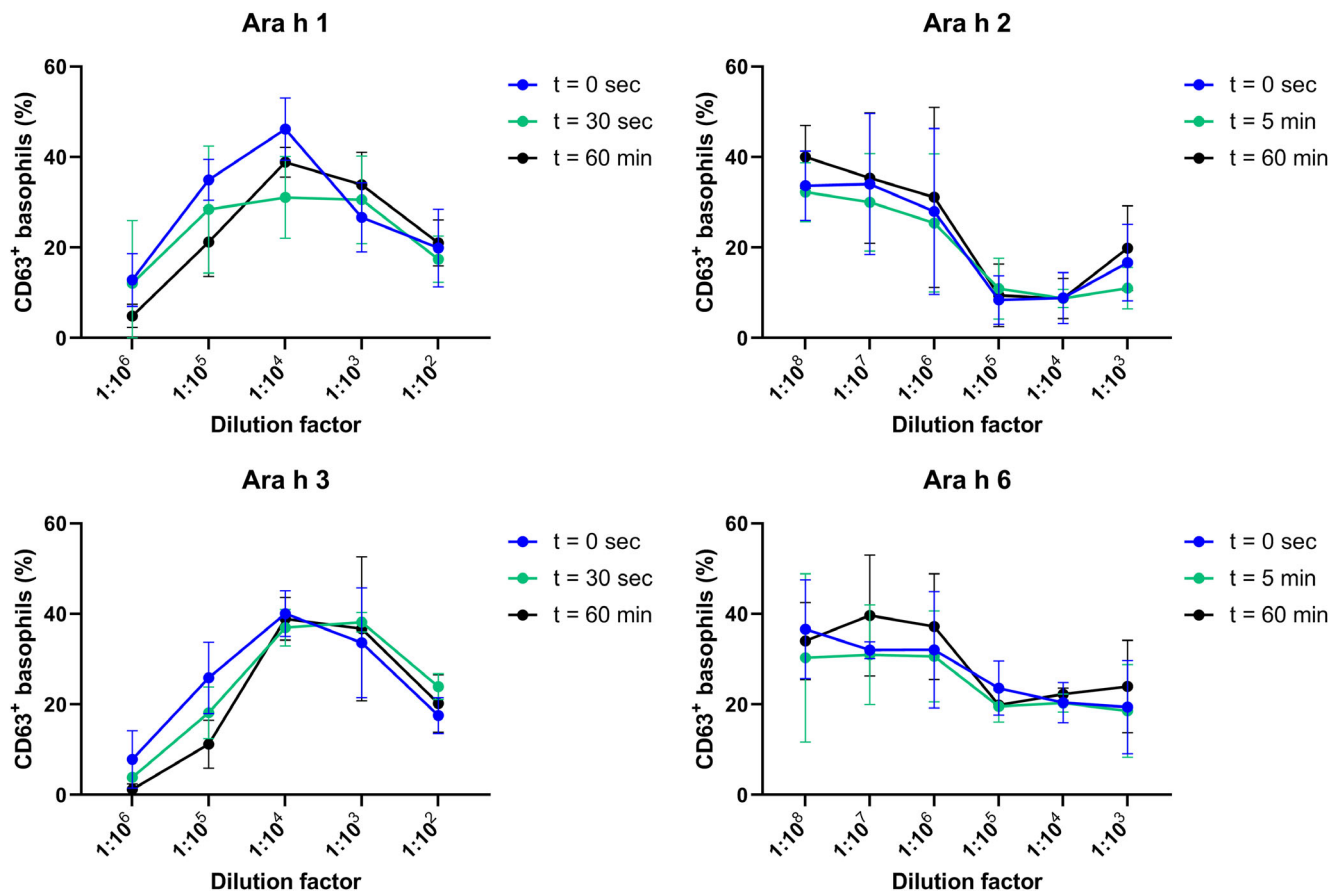 Ara h 1
CD63⁺ basophils (%)
60
40
20
0
1:10⁶
1:10⁵
1:10⁴
1:10³
1:10²
Dilution factor
t = 0 sec
t = 30 sec
t = 60 min
Ara h 2
CD63⁺ basophils (%)
60
40
20
0
1:10⁸
1:10⁷
1:10⁶
1:10⁵
1:10⁴
1:10³
Dilution factor
t = 0 sec
t = 5 min
t = 60 min
Ara h 3
CD63⁺ basophils (%)
60
40
20
0
1:10⁶
1:10⁵
1:10⁴
1:10³
1:10²
Dilution factor
t = 0 sec
t = 30 sec
t = 60 min
Ara h 6
CD63⁺ basophils (%)
60
40
20
0
1:10⁸
1:10⁷
1:10⁶
1:10⁵
1:10⁴
1:10³
Dilution factor
t = 0 sec
t = 5 min
t = 60 min